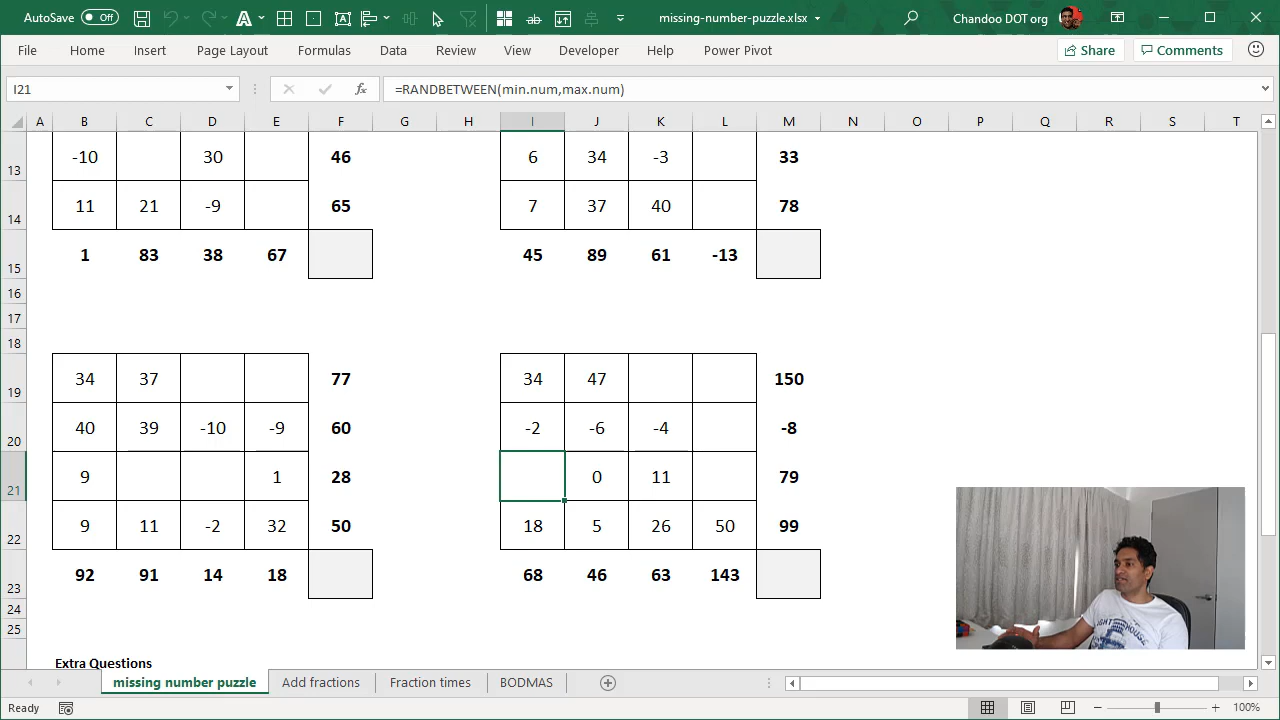 AutoSave Off missing-number-puzzle.xlsx Chandoo DOT org
File Home Insert Page Layout Formulas Data Review View Developer Help Power Pivot Share Comments
I21 fx =RANDBETWEEN(min.num,max.num)
A B C D E F G H I J K L M N O P Q R S T
13 -10 30 46 6 34 -3 33
14 11 21 -9 65 7 37 40 78
15 1 83 38 67 45 89 61 -13
16
17
18
19 34 37 77 34 47 150
20 40 39 -10 -9 60 -2 -6 -4 -8
21 9 1 28 0 11 79
22 9 11 -2 32 50 18 5 26 50 99
23 92 91 14 18 68 46 63 143
24
25
Extra Questions
missing number puzzle Add fractions Fraction times BODMAS
Ready 100%